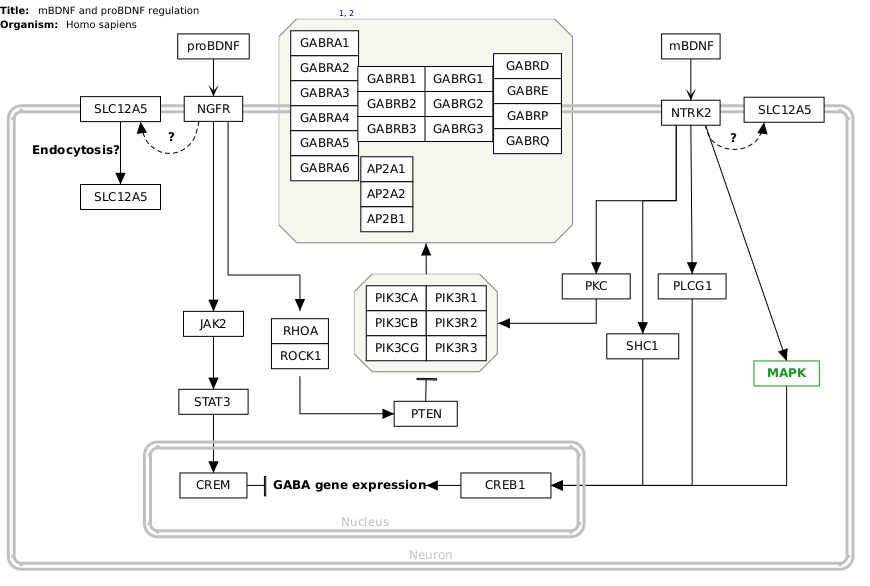 Title: mBDNF and proBDNF regulation
Organism: Homo sapiens
1, 2
proBDNF
mBDNF
GABRA1
GABRA2
GABRA3
GABRA4
GABRA5
GABRA6
GABRB1
GABRB2
GABRB3
GABRG1
GABRG2
GABRG3
GABRD
GABRE
GABRP
GABRQ
AP2A1
AP2A2
AP2B1
SLC12A5
NGFR
NTRK2
SLC12A5
?
?
Endocytosis?
SLC12A5
PKC
PLCG1
PIK3CA
PIK3CB
PIK3CG
PIK3R1
PIK3R2
PIK3R3
JAK2
RHOA
ROCK1
SHC1
MAPK
STAT3
PTEN
CREM
GABA gene expression
CREB1
Nucleus
Neuron